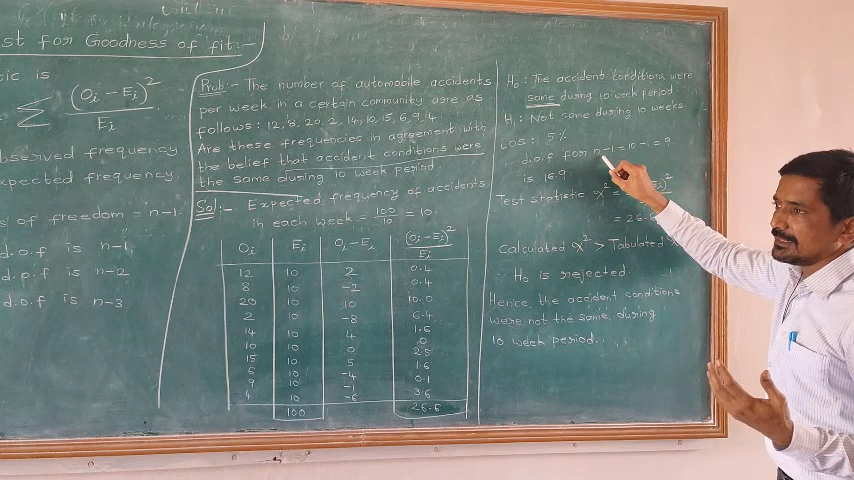 st for Goodness of fit:-
ic is
= Σ (Oi - Ei)² / Ei
bserved frequency
xpected frequency
s of freedom = n-1.
d.o.f is n-1
d.o.f is n-2
d.o.f is n-3
Prob:- The number of automobile accidents
per week in a certain community are as
follows: 12, 8, 20, 2, 14, 10, 15, 6, 9, 4.
Are these frequencies in agreement with
the belief that accident conditions were
the same during 10 week period.
Sol:- Expected frequency of accidents
in each week = 100/10 = 10.
Oi Ei Oi-Ei (Oi-Ei)²/Ei
12 10 2 0.4
8 10 -2 0.4
20 10 10 10.0
2 10 -8 6.4
14 10 4 1.6
10 10 0 0
15 10 5 2.5
6 10 -4 1.6
9 10 -1 0.1
4 10 -6 3.6
100 26.6
H0: The accident conditions were
same during 10 week period.
H1: Not same during 10 weeks
LOS: 5%
d.o.f for n-1 = 10-1 = 9
is 16.9
Test statistic χ² =
= 26.6
Calculated χ² > Tabulated χ
∴ H0 is rejected.
Hence, the accident conditions
were not the same during
10 week period....